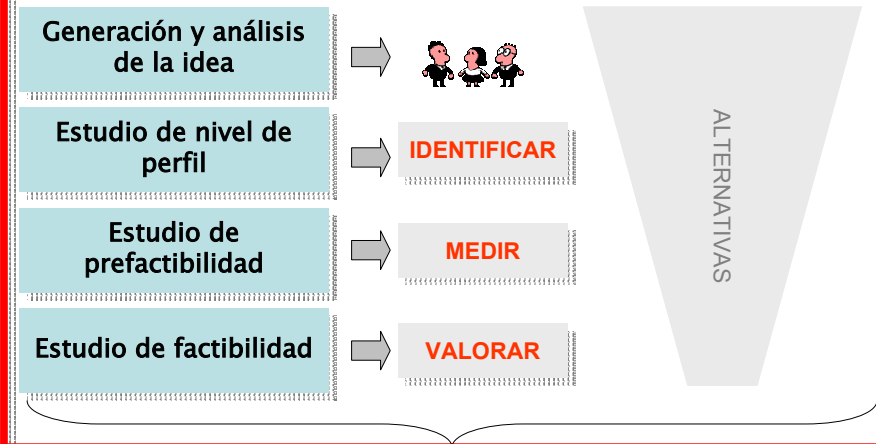 Generación y análisis
de la idea
Estudio de nivel de
perfil
IDENTIFICAR
Estudio de
prefactibilidad
MEDIR
Estudio de factibilidad
VALORAR
ALTERNATIVAS